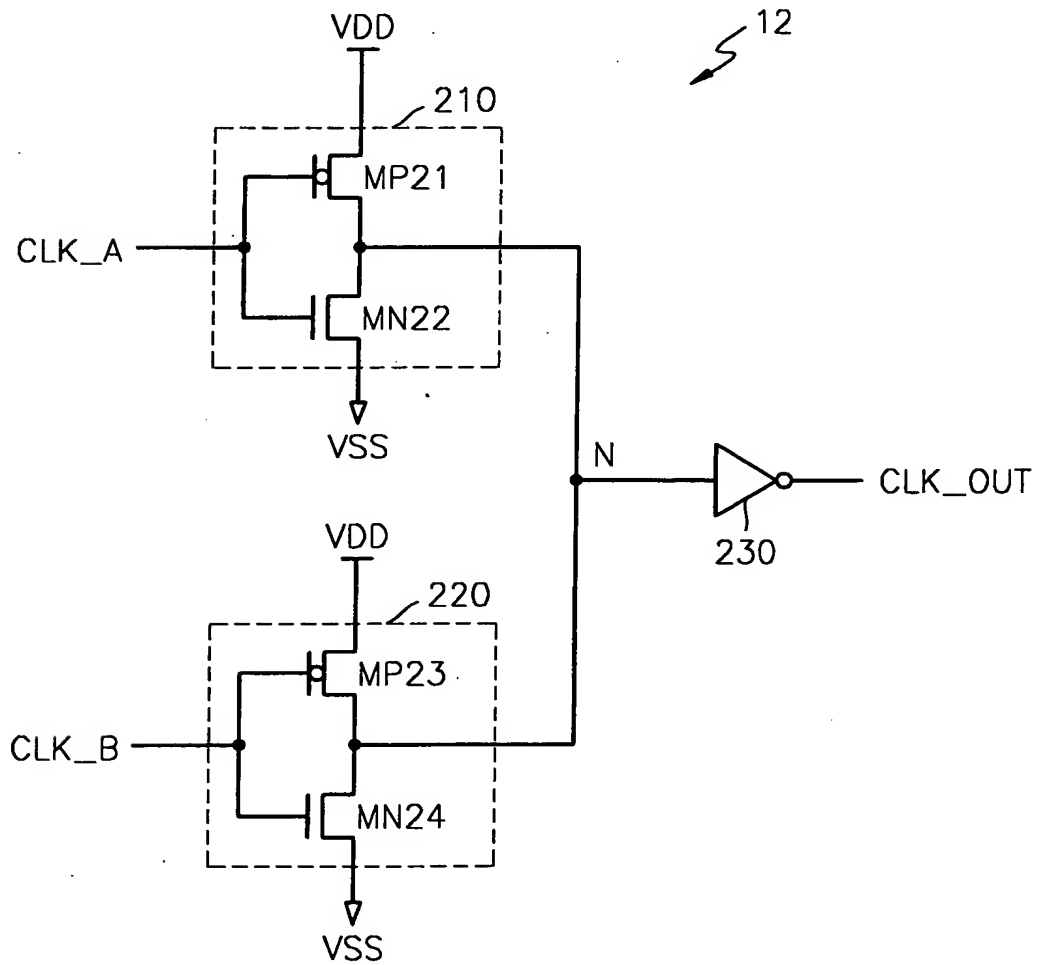 VDD
12
210
MP21
CLK_A
MN22
VSS
N
CLK_OUT
230
VDD
220
MP23
CLK_B
MN24
VSS